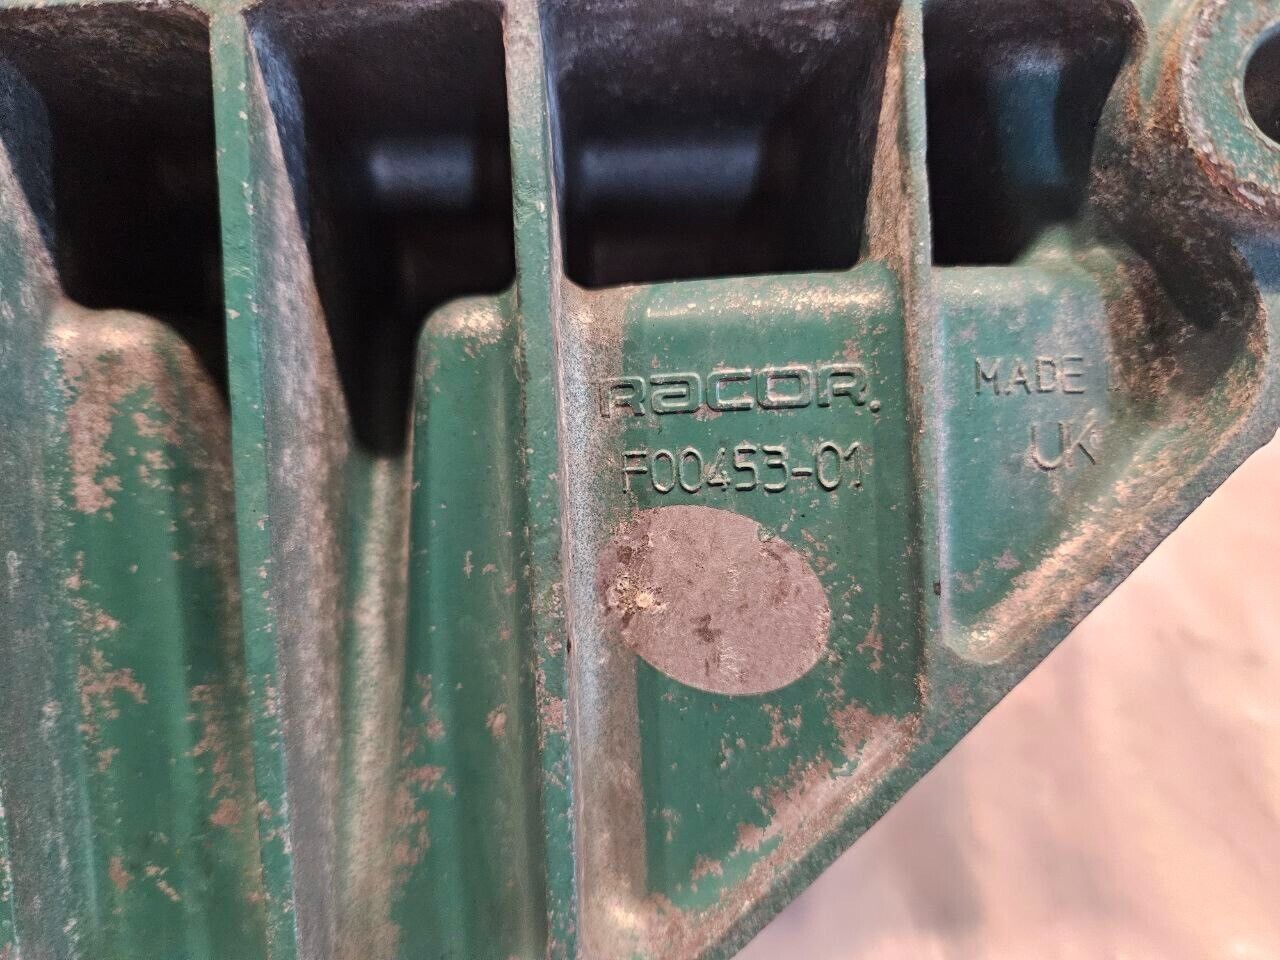 RaCOR.
F00453-01
MADE I
UK